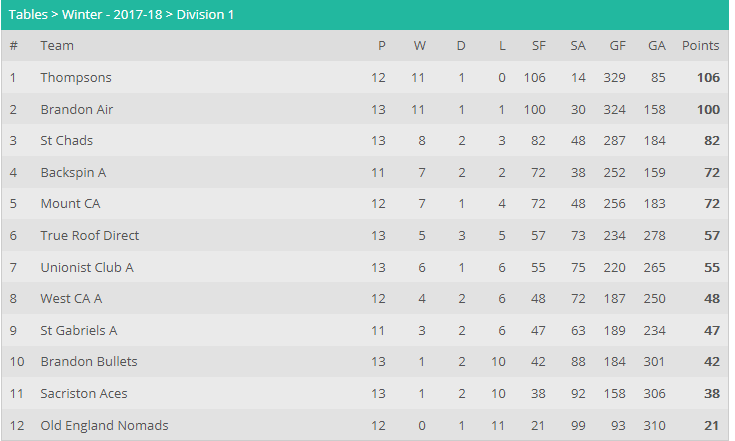 Tables > Winter - 2017-18 > Division 1
# Team P W D L SF SA GF GA Points
1 Thompsons 12 11 1 0 106 14 329 85 106
2 Brandon Air 13 11 1 1 100 30 324 158 100
3 St Chads 13 8 2 3 82 48 287 184 82
4 Backspin A 11 7 2 2 72 38 252 159 72
5 Mount CA 12 7 1 4 72 48 256 183 72
6 True Roof Direct 13 5 3 5 57 73 234 278 57
7 Unionist Club A 13 6 1 6 55 75 220 265 55
8 West CA A 12 4 2 6 48 72 187 250 48
9 St Gabriels A 11 3 2 6 47 63 189 234 47
10 Brandon Bullets 13 1 2 10 42 88 184 301 42
11 Sacriston Aces 13 1 2 10 38 92 158 306 38
12 Old England Nomads 12 0 1 11 21 99 93 310 21